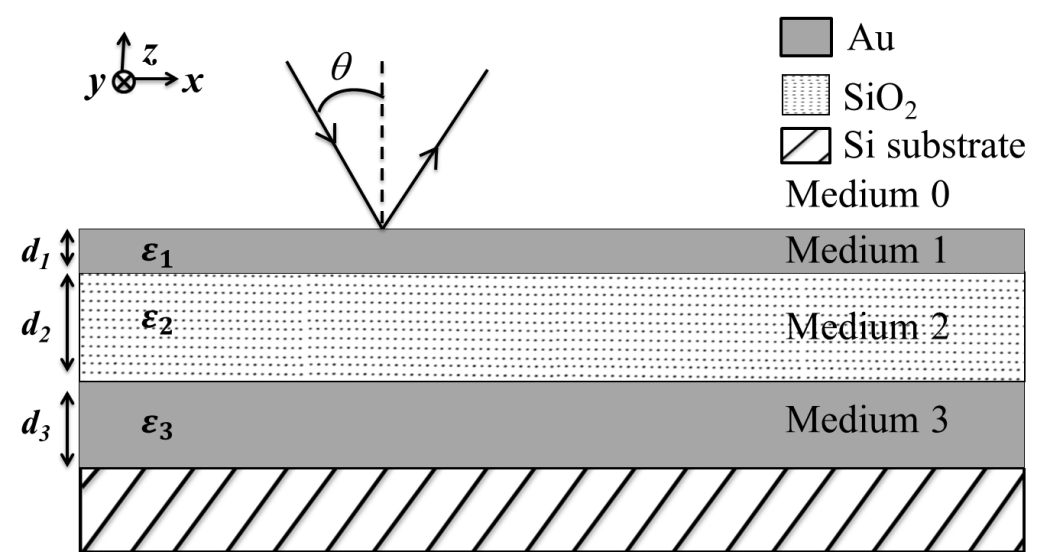 z
y x
θ
Au
SiO₂
Si substrate
Medium 0
d₁ ε₁ Medium 1
d₂ ε₂ Medium 2
d₃ ε₃ Medium 3